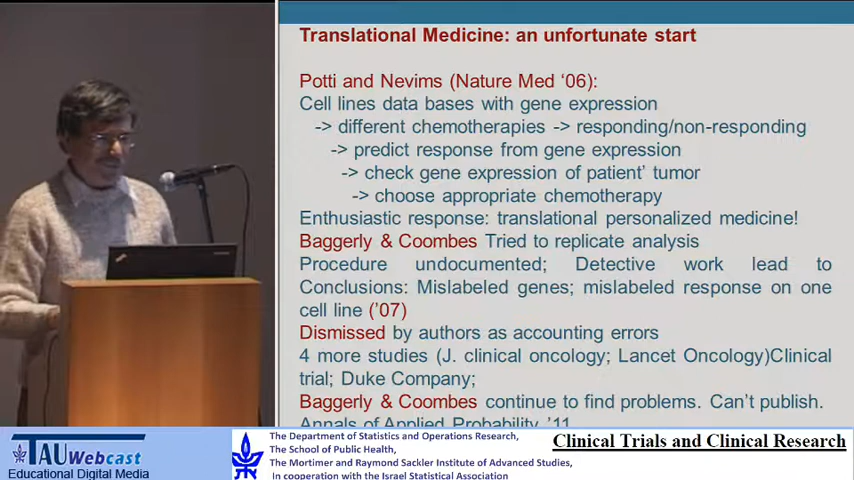 Translational Medicine: an unfortunate start
Potti and Nevims (Nature Med ‘06):
Cell lines data bases with gene expression
-> different chemotherapies -> responding/non-responding
-> predict response from gene expression
-> check gene expression of patient’ tumor
-> choose appropriate chemotherapy
Enthusiastic response: translational personalized medicine!
Baggerly & Coombes Tried to replicate analysis
Procedure undocumented; Detective work lead to
Conclusions: Mislabeled genes; mislabeled response on one
cell line (’07)
Dismissed by authors as accounting errors
4 more studies (J. clinical oncology; Lancet Oncology)Clinical
trial; Duke Company;
Baggerly & Coombes continue to find problems. Can’t publish.
Annals of Applied Probability ’11
TAU Webcast
Educational Digital Media
The Department of Statistics and Operations Research,
The School of Public Health,
The Mortimer and Raymond Sackler Institute of Advanced Studies,
In cooperation with the Israel Statistical Association
Clinical Trials and Clinical Research